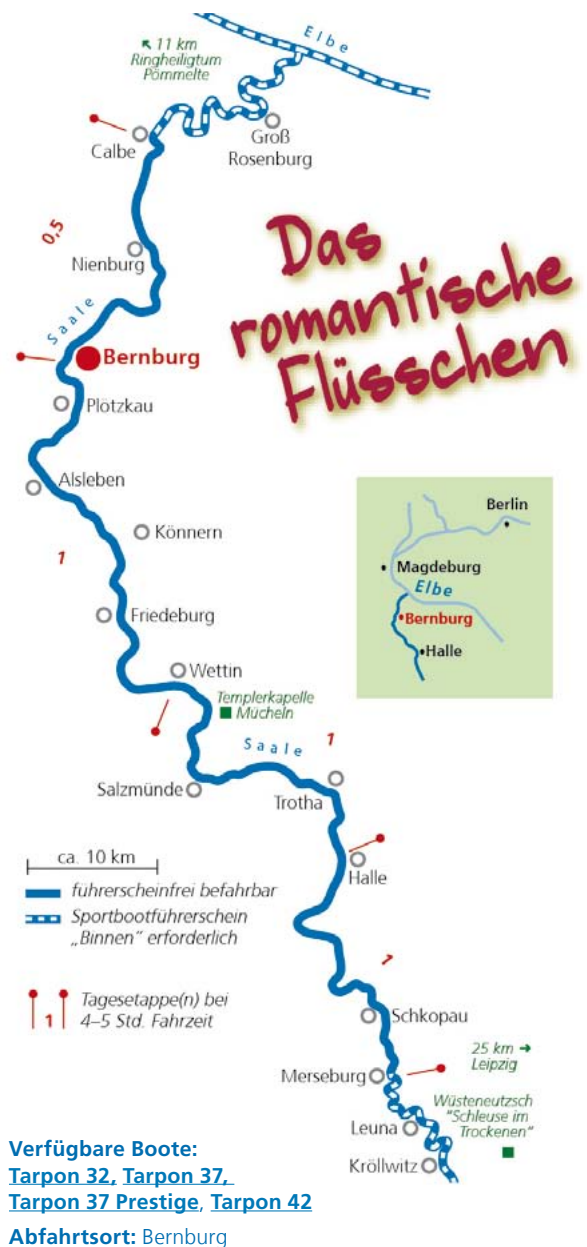 Elbe
↖ 11 km
Ringheiligtum
Pömmelte
Calbe
Groß
Rosenburg
0,5
Nienburg
Das
romantische
Flüsschen
Saale
Bernburg
Plötzkau
Alsleben
Könnern
1
Friedeburg
Wettin
Templerkapelle
Mücheln
Saale
1
Salzmünde
Trotha
Berlin
Magdeburg
Elbe
Bernburg
Halle
ca. 10 km
führerscheinfrei befahrbar
Sportbootführerschein
„Binnen" erforderlich
Halle
1
Schkopau
1
Tagesetappe(n) bei
4–5 Std. Fahrzeit
25 km ➔
Leipzig
Merseburg
Wüsteneutzsch
"Schleuse im
Trockenen"
Leuna
Kröllwitz
Verfügbare Boote:
Tarpon 32, Tarpon 37,
Tarpon 37 Prestige, Tarpon 42
Abfahrtsort: Bernburg